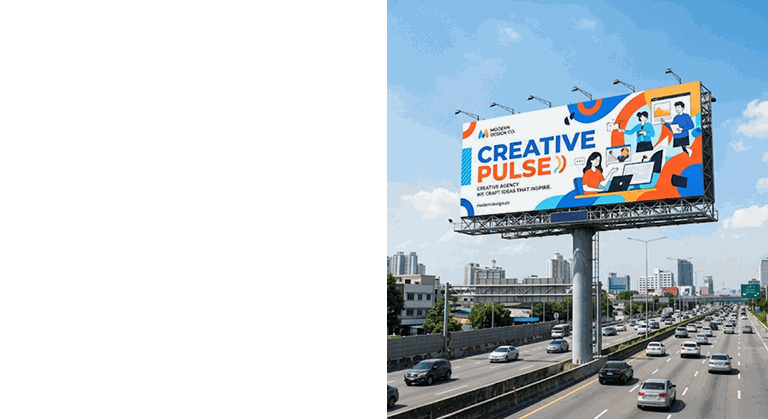 MODERN
DESIGN CO.
CREATIVE
PULSE
CREATIVE AGENCY
WE CRAFT IDEAS THAT INSPIRE.
moderndesign.co